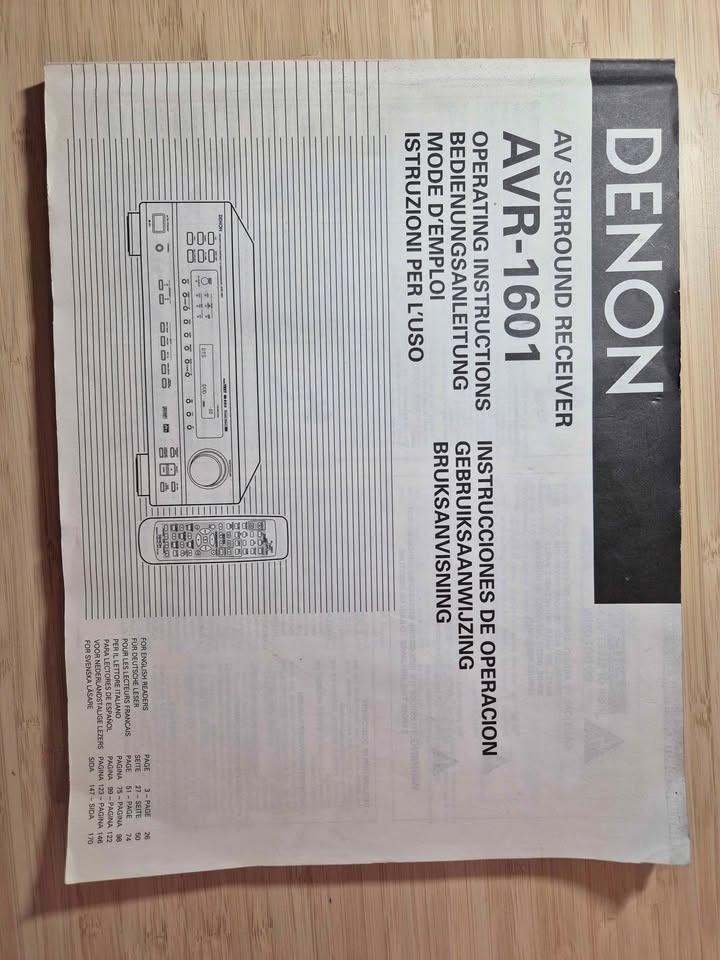 DENON
AV SURROUND RECEIVER
AVR-1601
OPERATING INSTRUCTIONS
BEDIENUNGSANLEITUNG
MODE D'EMPLOI
ISTRUZIONI PER L'USO
INSTRUCCIONES DE OPERACION
GEBRUIKSAANWIJZING
BRUKSANVISNING
DENON
FOR ENGLISH READERS PAGE 3 ~ PAGE 26
FÜR DEUTSCHE LESER SEITE 27 ~ SEITE 50
POUR LES LECTEURS FRANCAIS PAGE 51 ~ PAGE 74
PER IL LETTORE ITALIANO PAGINA 75 ~ PAGINA 98
PARA LECTORES DE ESPAÑOL PAGINA 99 ~ PAGINA 122
VOOR NEDERLANDSTALIGE LEZERS PAGINA 123 ~ PAGINA 146
FOR SVENSKA LÄSARE SIDA 147 ~ SIDA 170